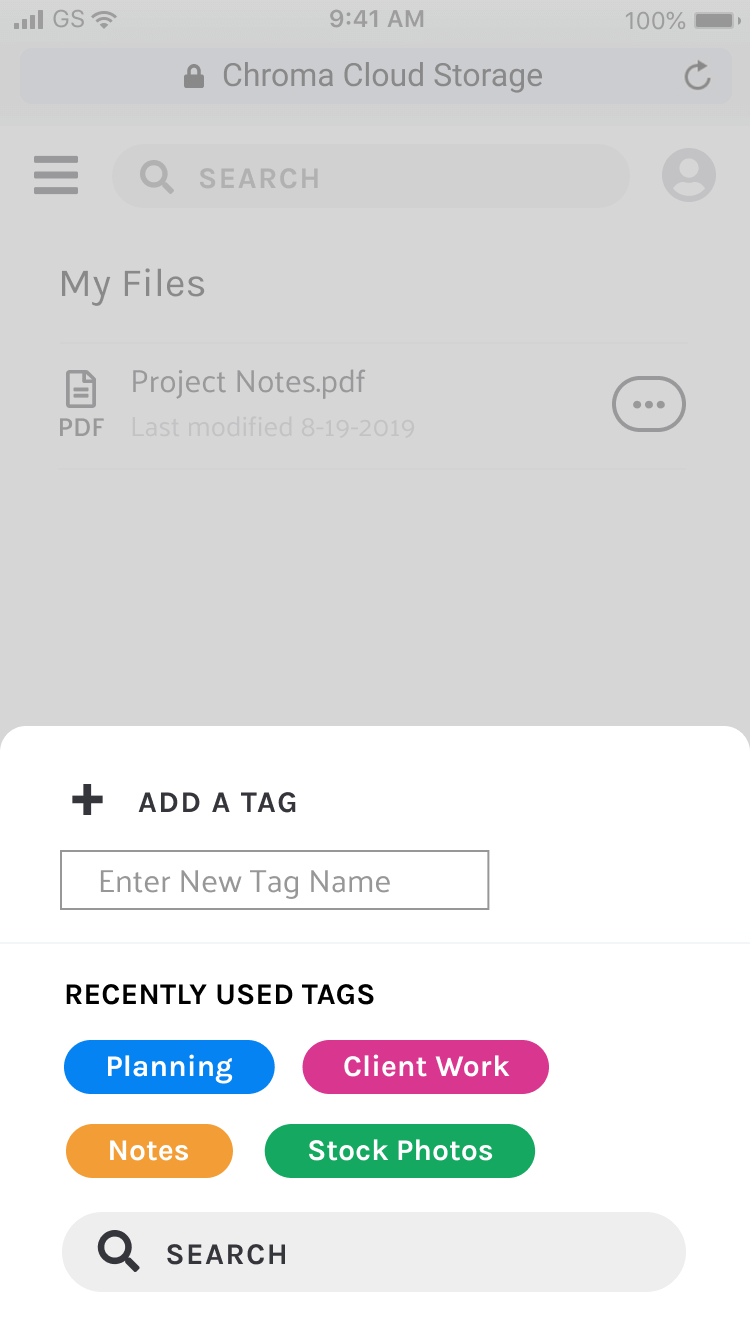 GS 9:41 AM 100%
Chroma Cloud Storage
SEARCH
My Files
Project Notes.pdf
PDF Last modified 8-19-2019
ADD A TAG
Enter New Tag Name
RECENTLY USED TAGS
Planning Client Work
Notes Stock Photos
SEARCH